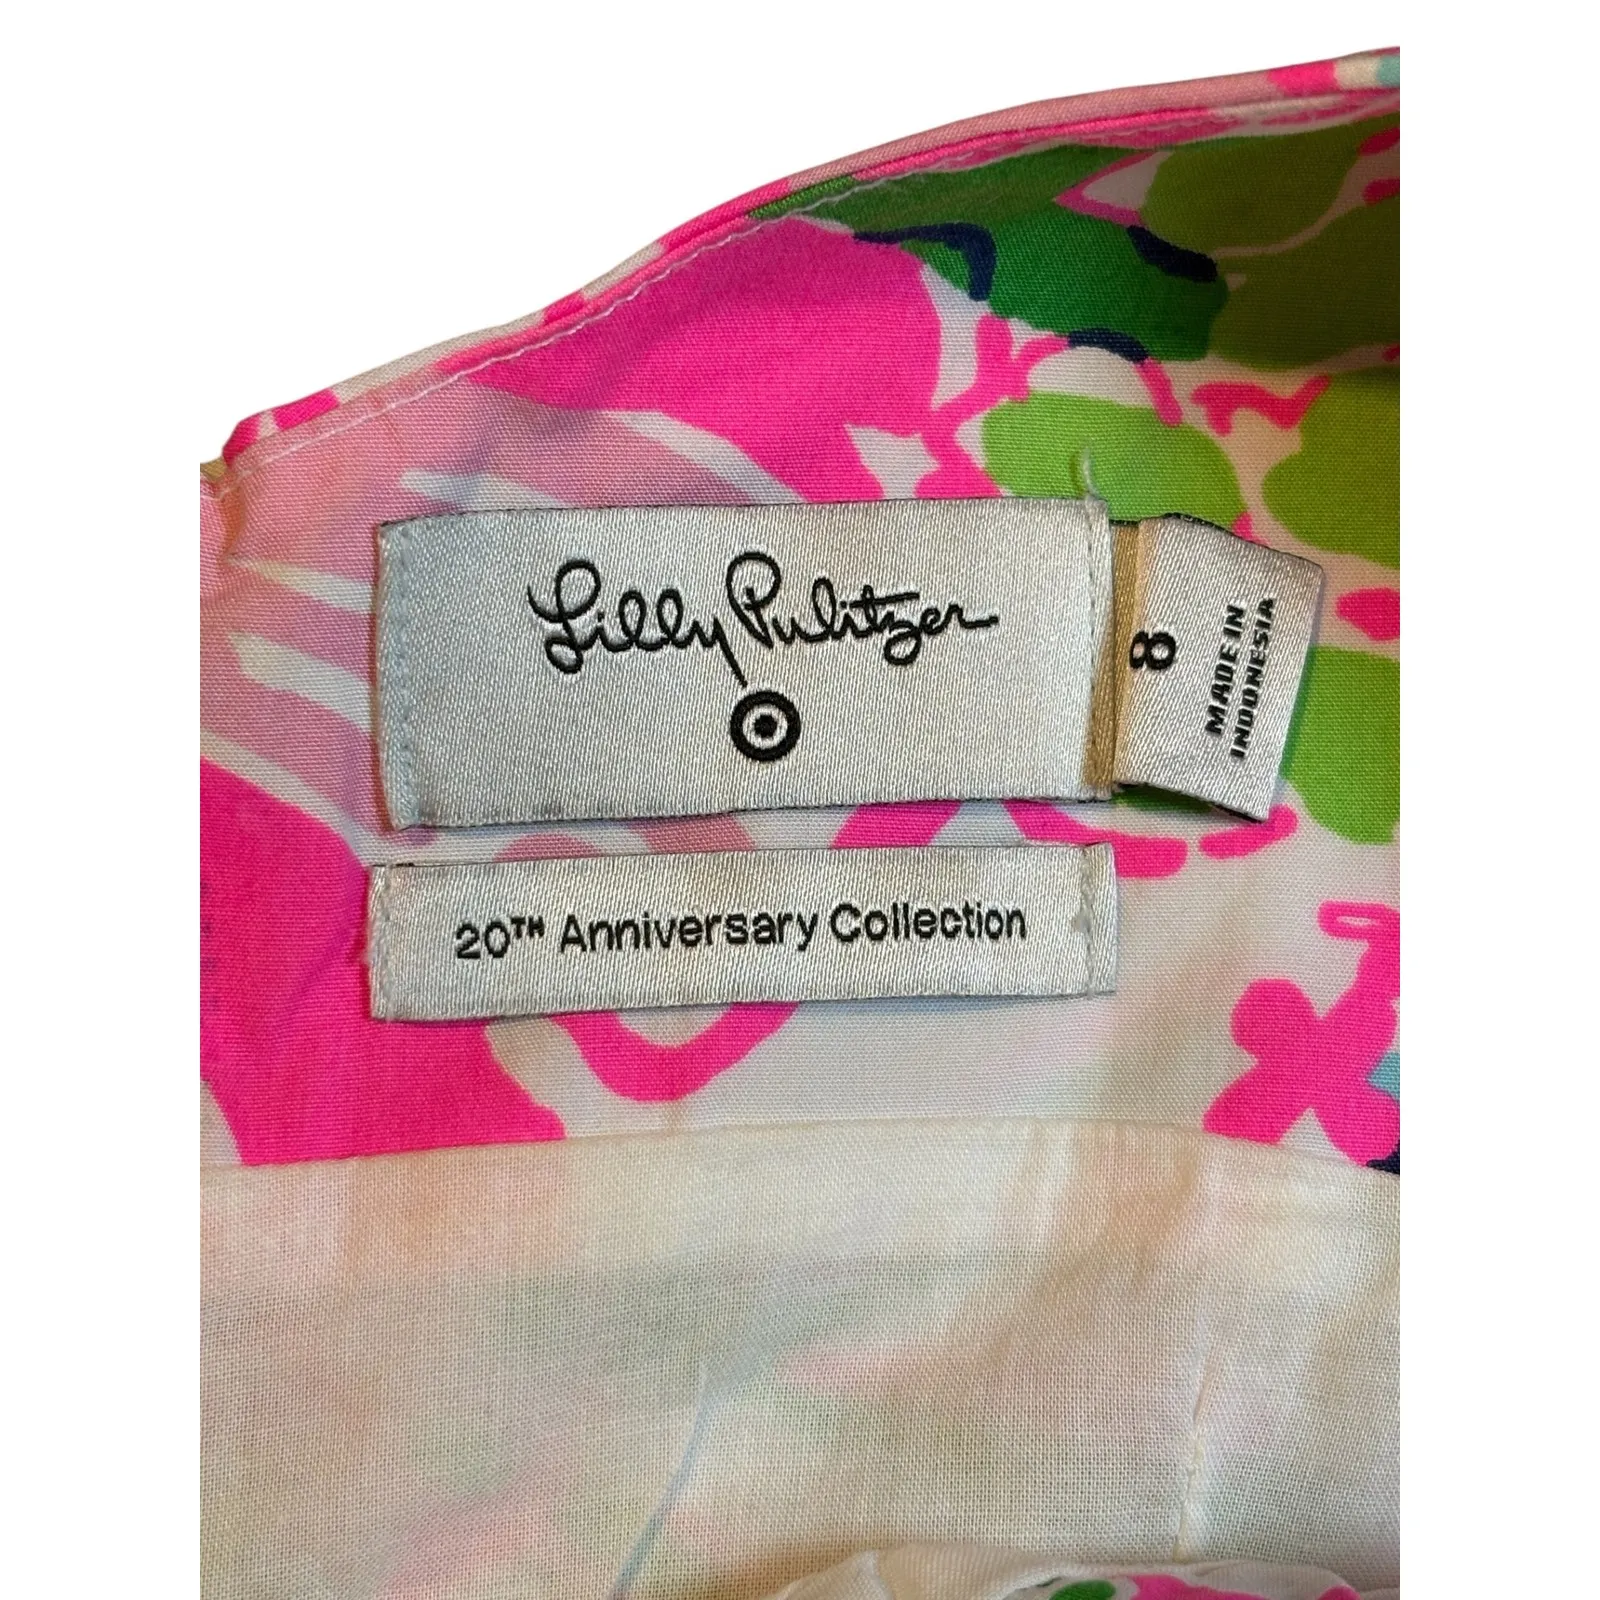 Lilly Pulitzer
8
MADE IN
INDONESIA
20TH Anniversary Collection